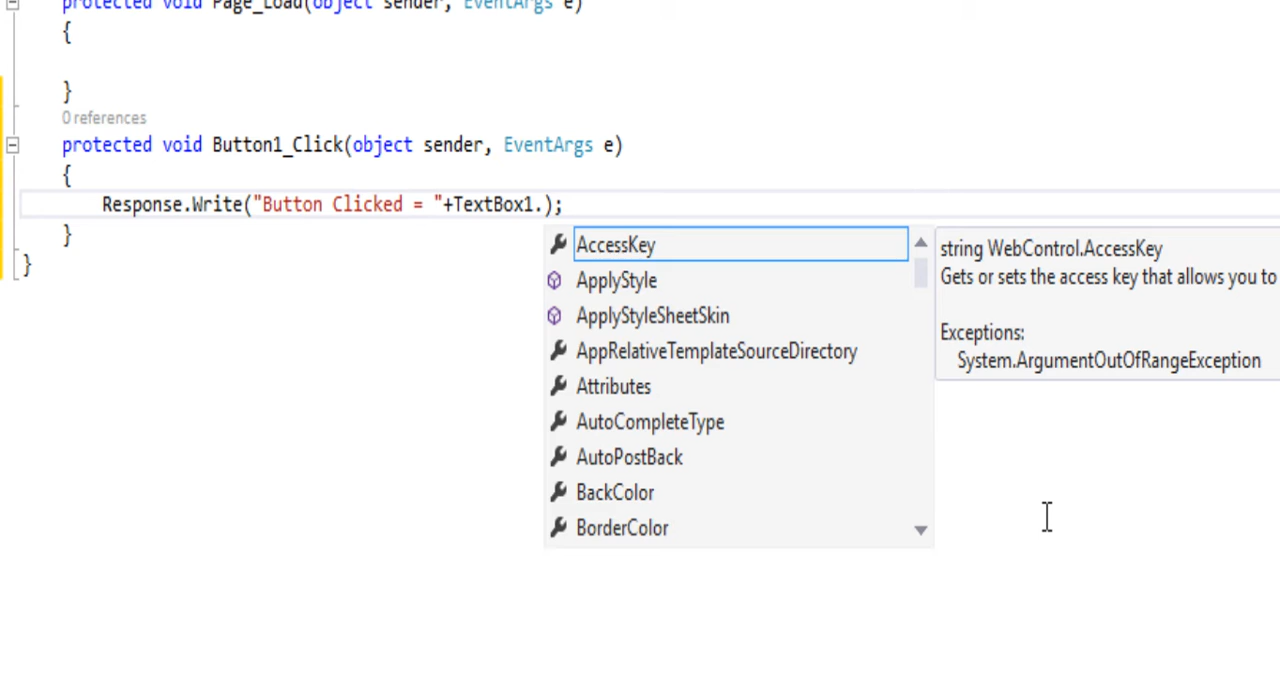 protected void Page_Load(object sender, EventArgs e)
{
}
0 references
protected void Button1_Click(object sender, EventArgs e)
{
Response.Write("Button Clicked = "+TextBox1.);
}
}
AccessKey
ApplyStyle
ApplyStyleSheetSkin
AppRelativeTemplateSourceDirectory
Attributes
AutoCompleteType
AutoPostBack
BackColor
BorderColor
string WebControl.AccessKey
Gets or sets the access key that allows you to
Exceptions:
System.ArgumentOutOfRangeException